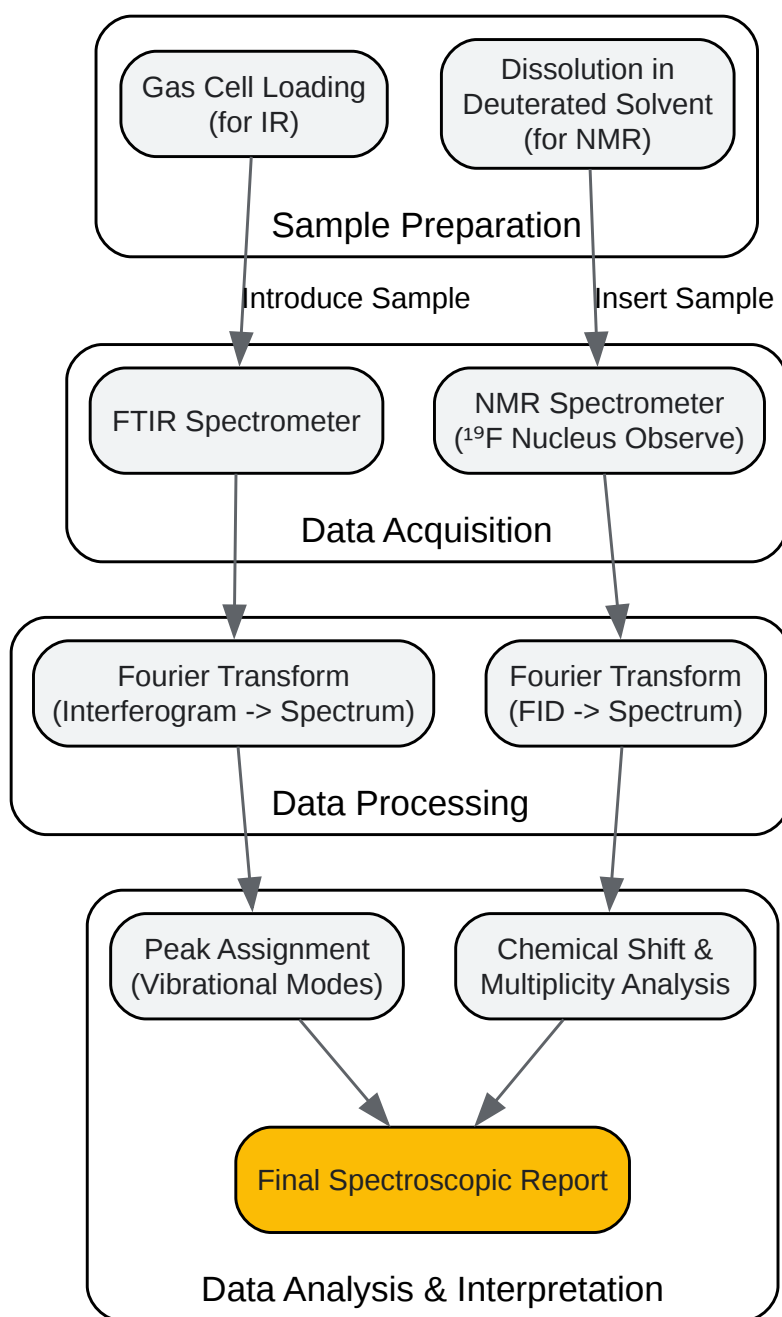 Gas Cell Loading
(for IR)
Dissolution in
Deuterated Solvent
(for NMR)
Sample Preparation
Introduce Sample
Insert Sample
FTIR Spectrometer
NMR Spectrometer
(¹⁹F Nucleus Observe)
Data Acquisition
Fourier Transform
(Interferogram -> Spectrum)
Fourier Transform
(FID -> Spectrum)
Data Processing
Peak Assignment
(Vibrational Modes)
Chemical Shift &
Multiplicity Analysis
Final Spectroscopic Report
Data Analysis & Interpretation